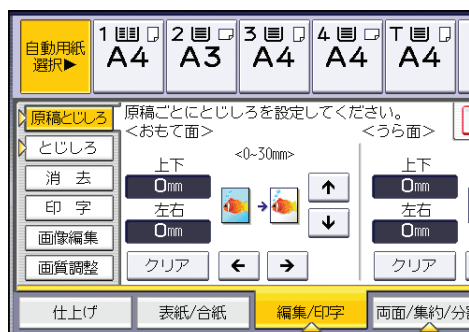 自動用紙
選択▶
1
A4
2
A3
3
A4
4
A4
T
A4
原稿とじしろ
とじしろ
消 去
印 字
画像編集
画質調整
原稿ごとにとじしろを設定してください。
<おもて面>
<うら面>
<0~30mm>
上下
0mm
左右
0mm
クリア
上下
0mm
左右
0mm
クリア
仕上げ
表紙/合紙
編集/印字
両面/集約/分割